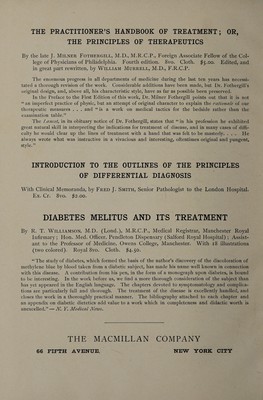 THE PRACTITIONER'S HANDBOOK OF TREATMENT; OR,
THE PRINCIPLES OF THERAPEUTICS
By the late J. MILNER FOTHERGILL, M.D., M.R.C.P., Foreign Associate Fellow of the Col-
lege of Physicians of Philadelphia. Fourth edition. 8vo. Cloth. $5.00. Edited, and
in great part rewritten, by WILLIAM MURRELL, M.D., F.R.C.P.
The enormous progress in all departments of medicine during the last ten years has necessi-
tated a thorough revision of the work. Considerable additions have been made, but Dr. Fothergill's
original design, and, above all, his characteristic style, have as far as possible been preserved.
In the Preface to the First Edition of this work, Dr. Milner Fothergill points out that it is not
"an imperfect practice of physic, but an attempt of original character to explain the rationale of our
therapeutic measures . . . and "is a work on medical tactics for the bedside rather than the
examination table."
The Lancet, in its obituary notice of Dr. Fothergill, states that "in his profession he exhibited
great natural skill in interpreting the indications for treatment of disease, and in many cases of diffi-
culty he would clear up the lines of treatment with a hand that was felt to be masterly. . . . He
always wrote what was instructive in a vivacious and interesting, ofttimes original and pungent,
style."
INTRODUCTION TO THE OUTLINES OF THE PRINCIPLES
OF DIFFERENTIAL DIAGNOSIS
With Clinical Memoranda, by FRED J. SMITH, Senior Pathologist to the London Hospital.
Ex. Cr. 8vo. $2.00.
DIABETES MELITUS AND ITS TREATMENT
By R. T. WILLIAMSON, M.D. (Lond.), M.R.C.P., Medical Registrar, Manchester Royal
Infirmary; Hon. Med. Officer, Pendleton Dispensary (Salford Royal Hospital); Assist-
ant to the Professor of Medicine, Owens College, Manchester. With 18 illustrations
(two colored). Royal 8vo. Cloth. $4.50.
"The study of diabetes, which formed the basis of the author's discovery of the discoloration of
methylene blue by blood taken from a diabetic subject, has made his name well known in connection
with this disease. A contribution from his pen, in the form of a monograph upon diabetes, is bound
to be interesting. In the work before us, we find a more thorough consideration of the subject than
has yet appeared in the English language. The chapters devoted to symptomatology and complica-
tions are particularly full and thorough. The treatment of the disease is excellently handled, and
closes the work in a thoroughly practical manner. The bibliography attached to each chapter and
an appendix on diabetic dietetics add value to a work which in completeness and didactic worth is
unexcelled." — N. Y. Medical News.
THE MACMILLAN COMPANY
66 FIFTH AVENUE. NEW YORK CITY